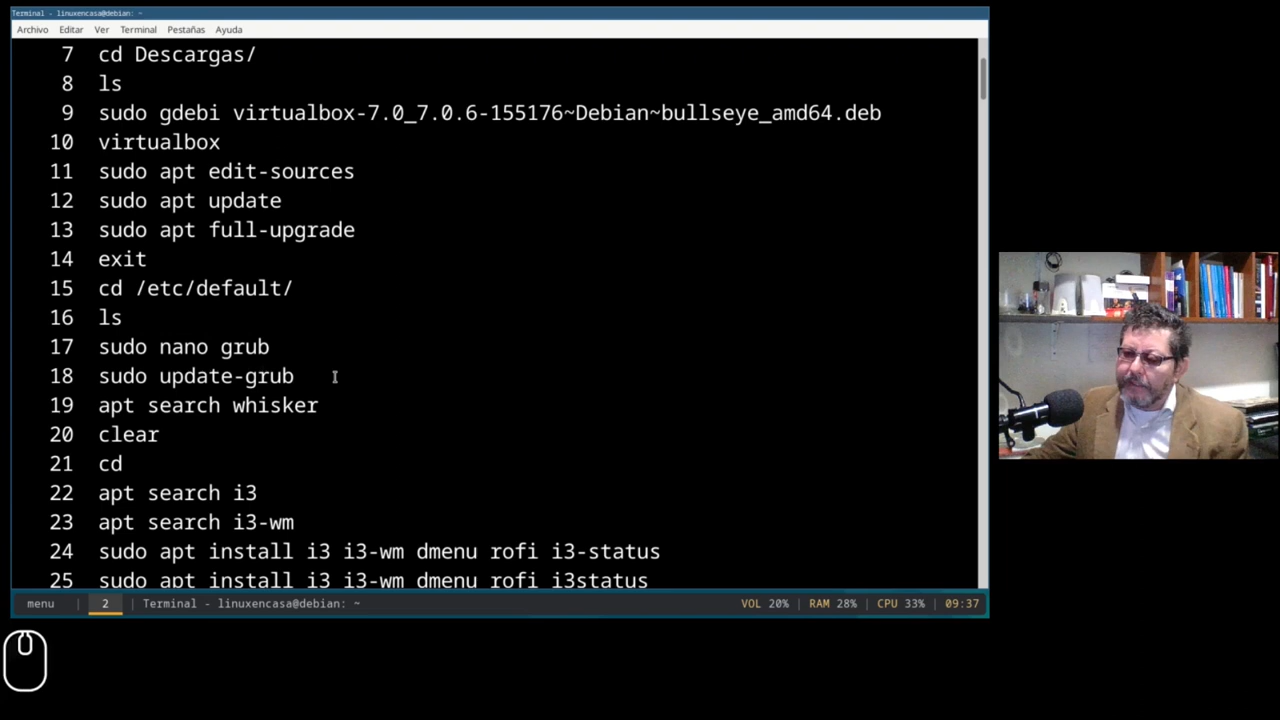 Terminal - linuxencasa@debian: ~
Archivo Editar Ver Terminal Pestañas Ayuda
7 cd Descargas/
8 ls
9 sudo gdebi virtualbox-7.0_7.0.6-155176~Debian~bullseye_amd64.deb
10 virtualbox
11 sudo apt edit-sources
12 sudo apt update
13 sudo apt full-upgrade
14 exit
15 cd /etc/default/
16 ls
17 sudo nano grub
18 sudo update-grub
19 apt search whisker
20 clear
21 cd
22 apt search i3
23 apt search i3-wm
24 sudo apt install i3 i3-wm dmenu rofi i3-status
25 sudo apt install i3 i3-wm dmenu rofi i3status
menu | 2 | Terminal - linuxencasa@debian: ~ VOL 20% | RAM 28% | CPU 33% | 09:37